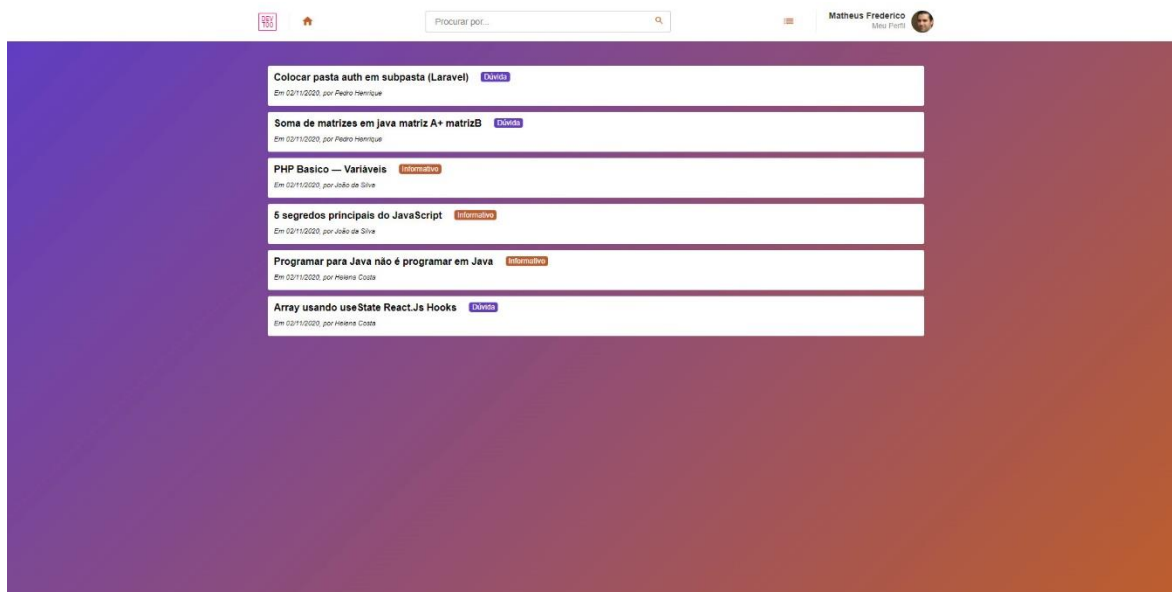 DEV
TOO
Procurar por...
Matheus Frederico
Meu Perfil
Colocar pasta auth em subpasta (Laravel) Dúvida
Em 02/11/2020, por Pedro Henrique
Soma de matrizes em java matriz A+ matrizB Dúvida
Em 02/11/2020, por Pedro Henrique
PHP Basico — Variáveis Informativo
Em 02/11/2020, por João da Silva
5 segredos principais do JavaScript Informativo
Em 02/11/2020, por João da Silva
Programar para Java não é programar em Java Informativo
Em 02/11/2020, por Helena Costa
Array usando useState React.Js Hooks Dúvida
Em 02/11/2020, por Helena Costa